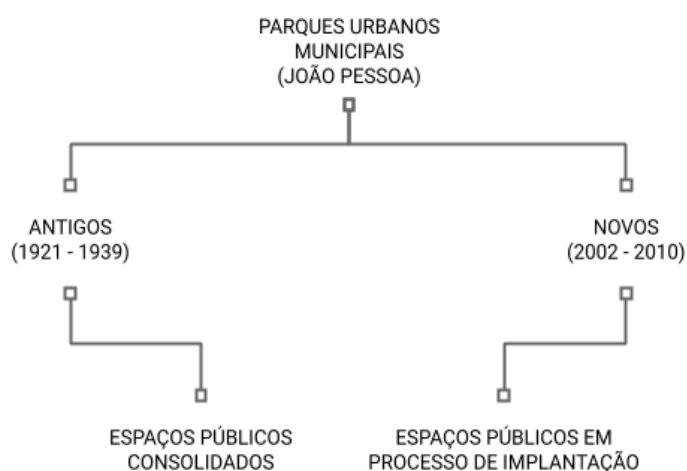 PARQUES URBANOS
MUNICIPAIS
(JOÃO PESSOA)
ANTIGOS
(1921 - 1939)
NOVOS
(2002 - 2010)
ESPAÇOS PÚBLICOS
CONSOLIDADOS
ESPAÇOS PÚBLICOS EM
PROCESSO DE IMPLANTAÇÃO